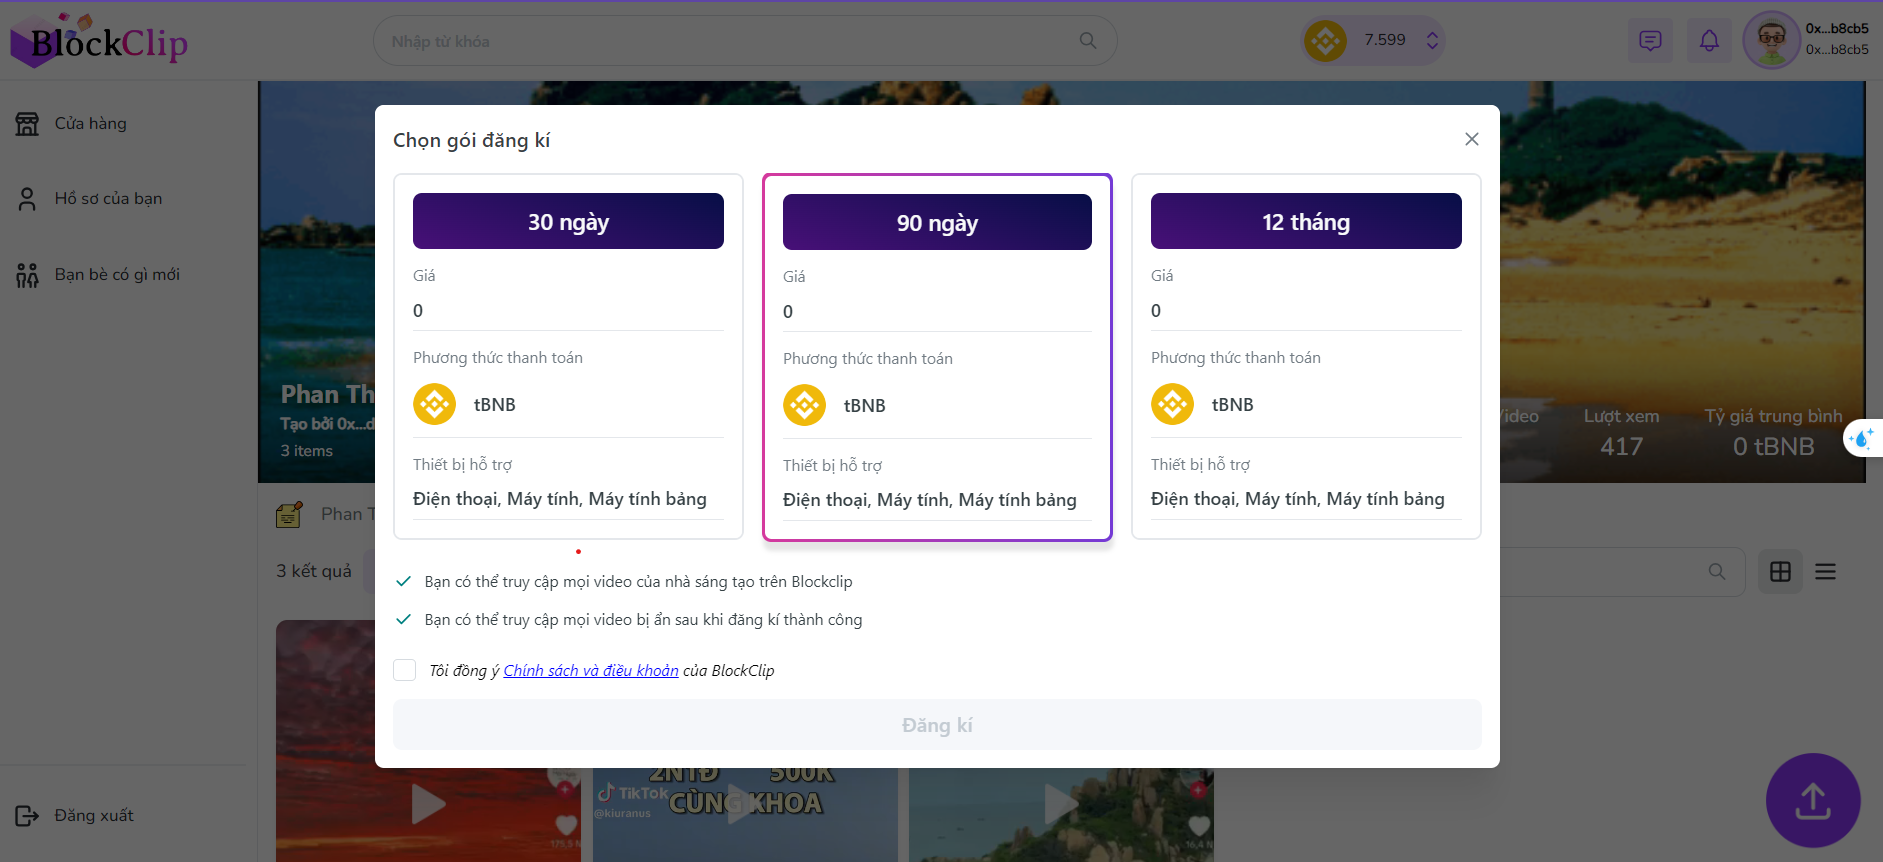 BlockClip
Nhập từ khóa
7.599
0x...b8cb5
0x...b8cb5
Cửa hàng
Hồ sơ của bạn
Bạn bè có gì mới
Đăng xuất
Phan Th
Tạo bởi 0x...d
3 items
Video
Lượt xem
417
Tỷ giá trung bình
0 tBNB
Phan T
3 kết quả
Chọn gói đăng kí
30 ngày
Giá
0
Phương thức thanh toán
tBNB
Thiết bị hỗ trợ
Điện thoại, Máy tính, Máy tính bảng
90 ngày
Giá
0
Phương thức thanh toán
tBNB
Thiết bị hỗ trợ
Điện thoại, Máy tính, Máy tính bảng
12 tháng
Giá
0
Phương thức thanh toán
tBNB
Thiết bị hỗ trợ
Điện thoại, Máy tính, Máy tính bảng
Bạn có thể truy cập mọi video của nhà sáng tạo trên Blockclip
Bạn có thể truy cập mọi video bị ẩn sau khi đăng kí thành công
Tôi đồng ý Chính sách và điều khoản của BlockClip
Đăng kí
2N1Đ 500K
CÙNG KHOA
TikTok
@kiuranus